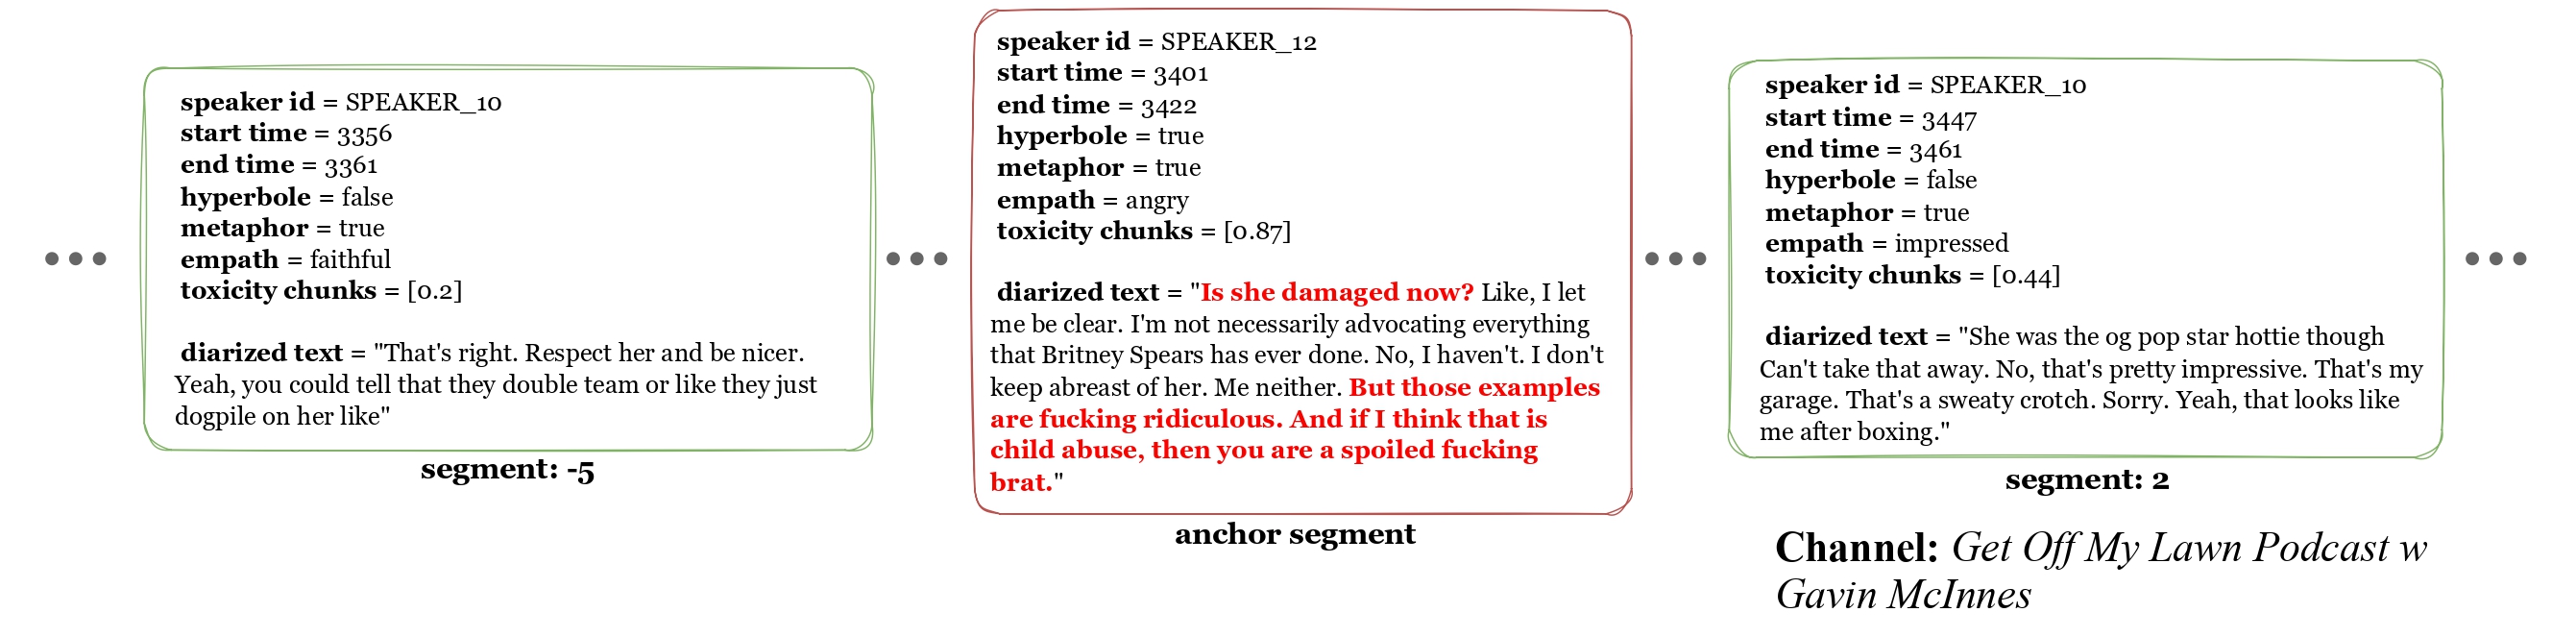 speaker id = SPEAKER_10
start time = 3356
end time = 3361
hyperbole = false
metaphor = true
empath = faithful
toxicity chunks = [0.2]
diarized text = "That's right. Respect her and be nicer.
Yeah, you could tell that they double team or like they just
dogpile on her like"
segment: -5
speaker id = SPEAKER_12
start time = 3401
end time = 3422
hyperbole = true
metaphor = true
empath = angry
toxicity chunks = [0.87]
diarized text = "Is she damaged now? Like, I let
me be clear. I'm not necessarily advocating everything
that Britney Spears has ever done. No, I haven't. I don't
keep abreast of her. Me neither. But those examples
are fucking ridiculous. And if I think that is
child abuse, then you are a spoiled fucking
brat."
anchor segment
speaker id = SPEAKER_10
start time = 3447
end time = 3461
hyperbole = false
metaphor = true
empath = impressed
toxicity chunks = [0.44]
diarized text = "She was the og pop star hottie though
Can't take that away. No, that's pretty impressive. That's my
garage. That's a sweaty crotch. Sorry. Yeah, that looks like
me after boxing."
segment: 2
Channel: Get Off My Lawn Podcast w
Gavin McInnes